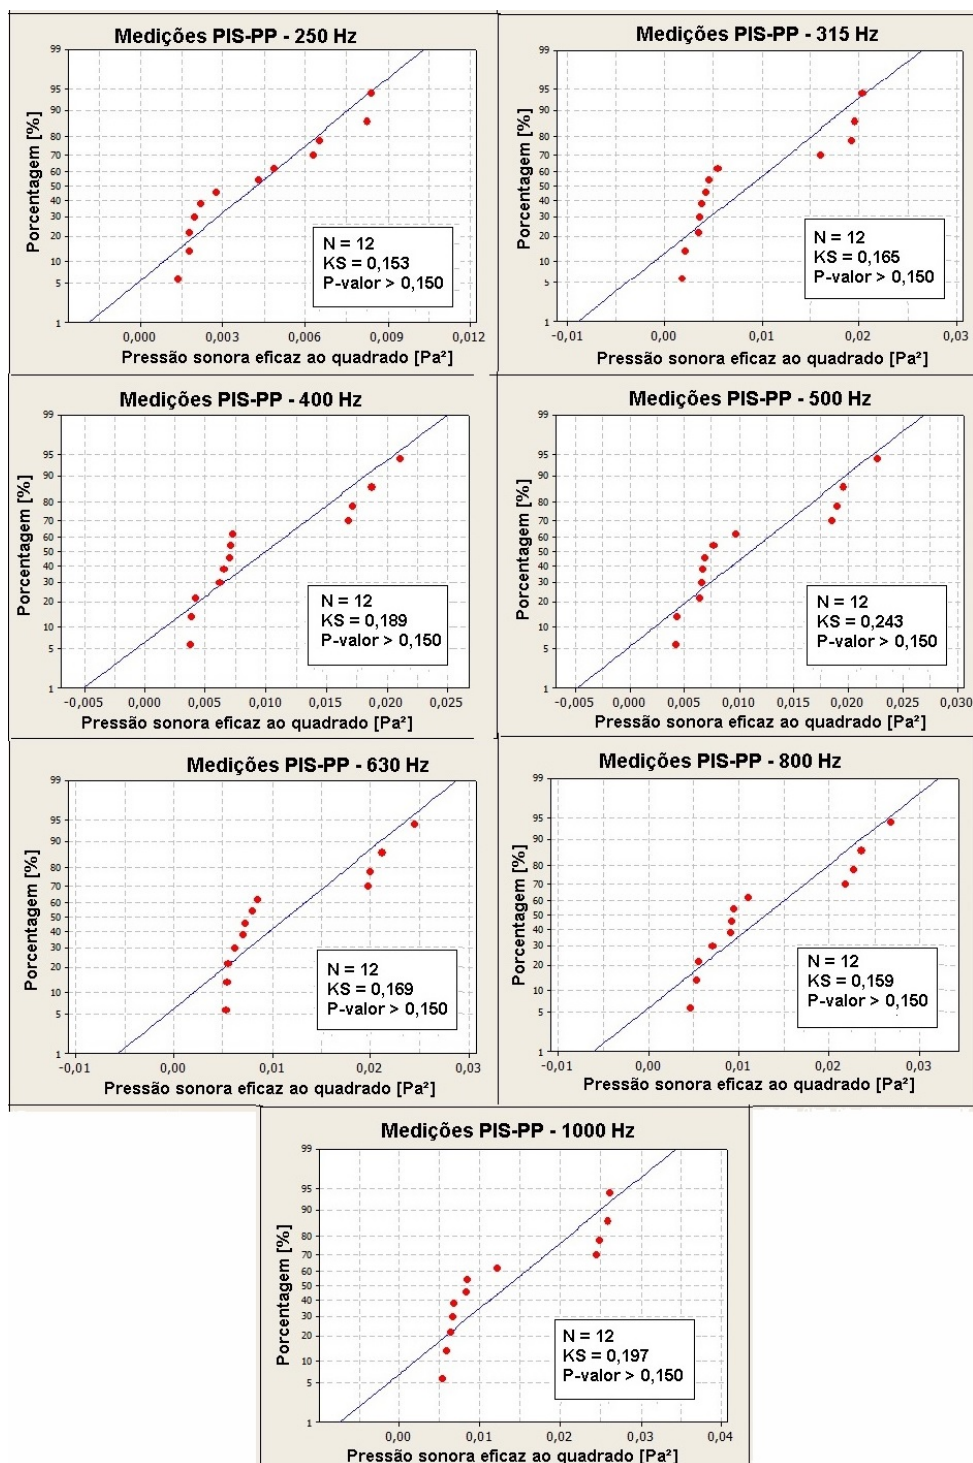 Medições PIS-PP - 250 Hz
Porcentagem [%]
99
95
90
80
70
60
50
40
30
20
10
5
1
N = 12
KS = 0,153
P-valor > 0,150
0,000 0,003 0,006 0,009 0,012
Pressão sonora eficaz ao quadrado [Pa²]
Medições PIS-PP - 315 Hz
Porcentagem [%]
99
95
90
80
70
60
50
40
30
20
10
5
1
N = 12
KS = 0,165
P-valor > 0,150
-0,01 0,00 0,01 0,02 0,03
Pressão sonora eficaz ao quadrado [Pa²]
Medições PIS-PP - 400 Hz
Porcentagem [%]
99
95
90
80
70
60
50
40
30
20
10
5
1
N = 12
KS = 0,189
P-valor > 0,150
-0,005 0,000 0,005 0,010 0,015 0,020 0,025
Pressão sonora eficaz ao quadrado [Pa²]
Medições PIS-PP - 500 Hz
Porcentagem [%]
99
95
90
80
70
60
50
40
30
20
10
5
1
N = 12
KS = 0,243
P-valor > 0,150
-0,005 0,000 0,005 0,010 0,015 0,020 0,025 0,030
Pressão sonora eficaz ao quadrado [Pa²]
Medições PIS-PP - 630 Hz
Porcentagem [%]
99
95
90
80
70
60
50
40
30
20
10
5
1
N = 12
KS = 0,169
P-valor > 0,150
-0,01 0,00 0,01 0,02 0,03
Pressão sonora eficaz ao quadrado [Pa²]
Medições PIS-PP - 800 Hz
Porcentagem [%]
99
95
90
80
70
60
50
40
30
20
10
5
1
N = 12
KS = 0,159
P-valor > 0,150
-0,01 0,00 0,01 0,02 0,03
Pressão sonora eficaz ao quadrado [Pa²]
Medições PIS-PP - 1000 Hz
Porcentagem [%]
99
95
90
80
70
60
50
40
30
20
10
5
1
N = 12
KS = 0,197
P-valor > 0,150
0,00 0,01 0,02 0,03 0,04
Pressão sonora eficaz ao quadrado [Pa²]